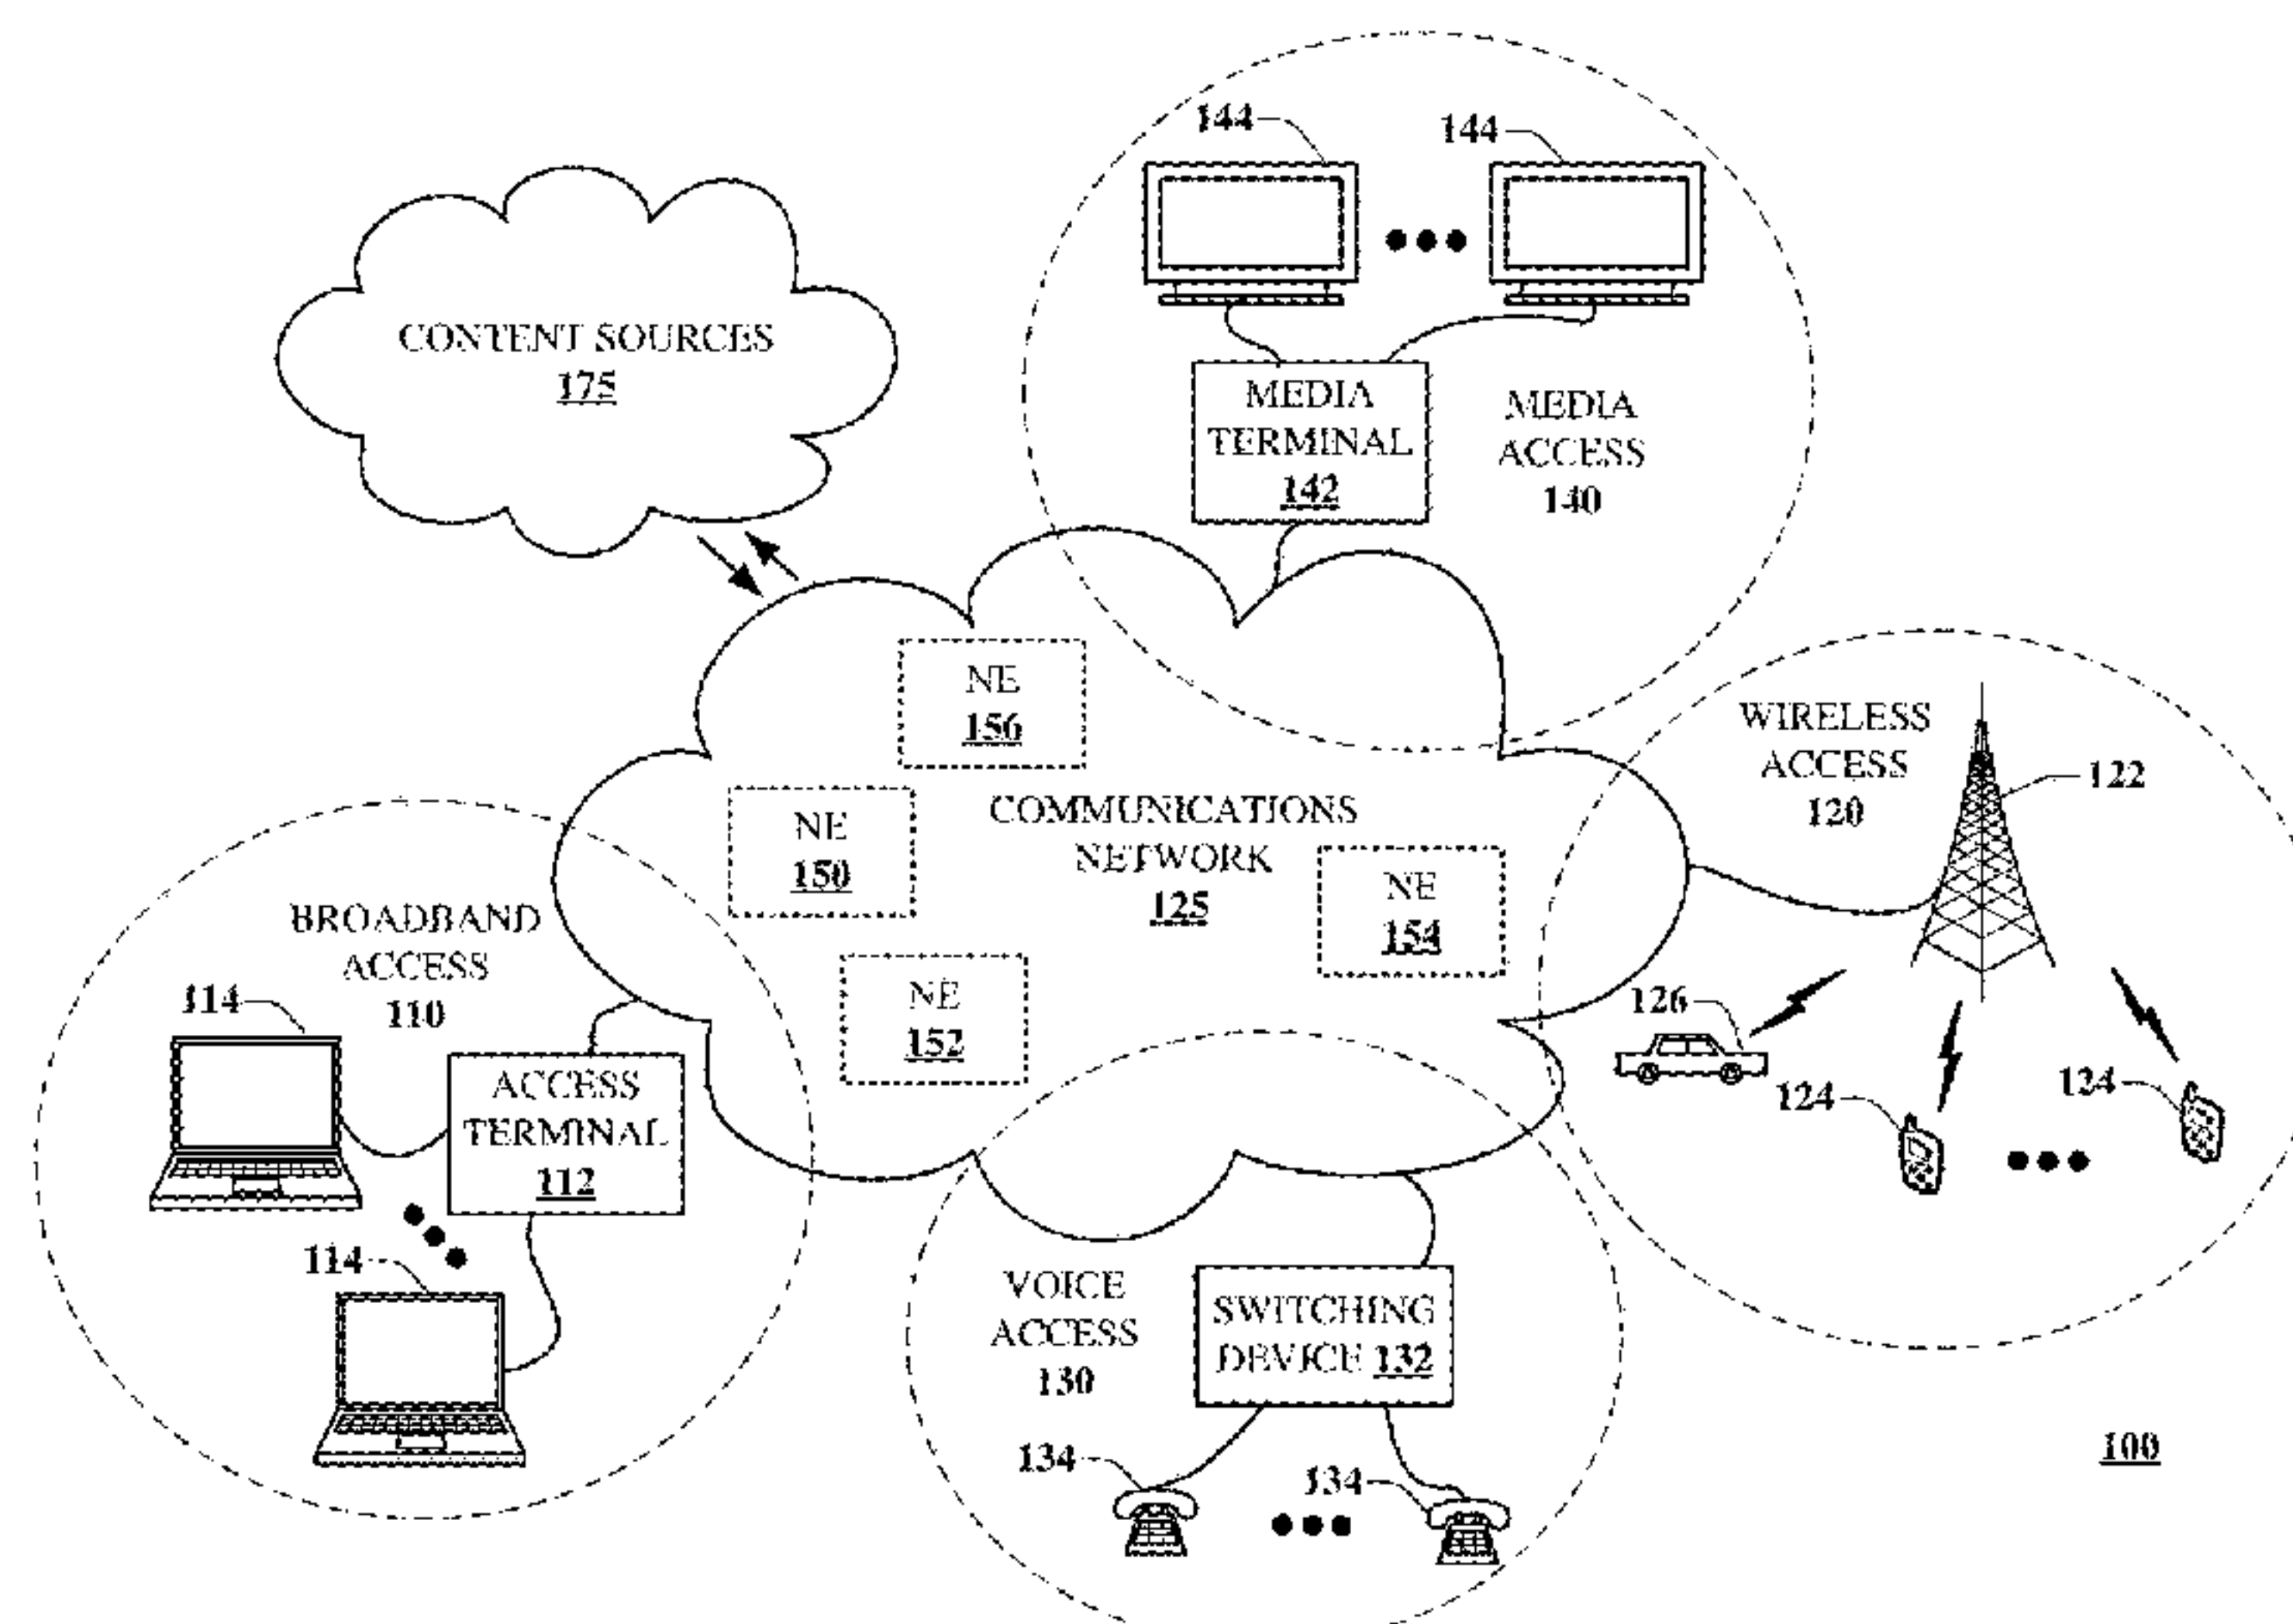 144
144
CONTENT SOURCES
175
MEDIA
TERMINAL
142
MEDIA
ACCESS
140
NE
156
WIRELESS
ACCESS
120
122
NE
150
COMMUNICATIONS
NETWORK
125
NE
154
BROADBAND
ACCESS
110
114
NE
152
126
124
124
ACCESS
TERMINAL
112
114
VOICE
ACCESS
130
SWITCHING
DEVICE 132
134
134
100